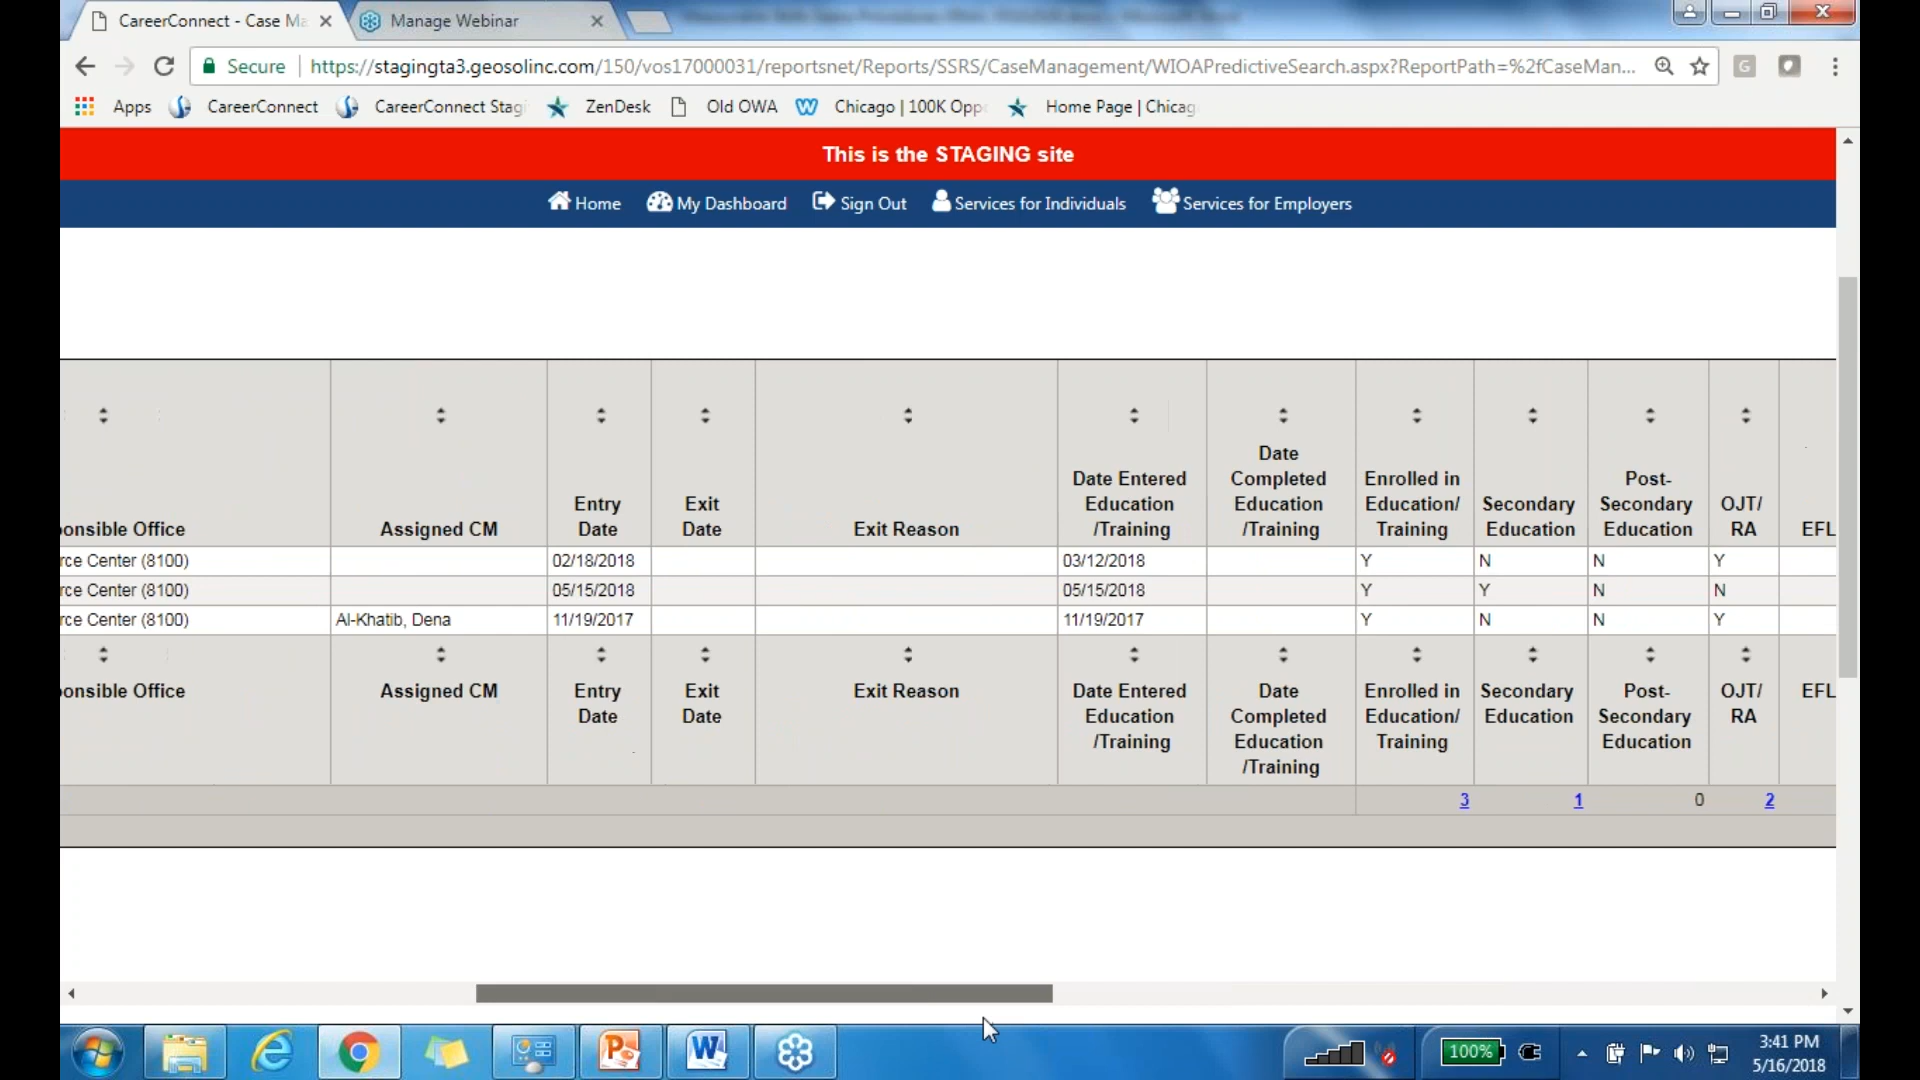 CareerConnect - Case Ma
Manage Webinar
Secure
https://stagingta3.geosolinc.com/150/vos17000031/reportsnet/Reports/SSRS/CaseManagement/WIOAPredictiveSearch.aspx?ReportPath=%2fCaseMan...
G
Apps
CareerConnect
CareerConnect Stagi
ZenDesk
Old OWA
Chicago | 100K Opp
Home Page | Chicag
This is the STAGING site
Home
My Dashboard
Sign Out
Services for Individuals
Services for Employers
ponsible Office
Assigned CM
Entry
Date
Exit
Date
Exit Reason
Date Entered
Education
/Training
Date
Completed
Education
/Training
Enrolled in
Education/
Training
Secondary
Education
Post-
Secondary
Education
OJT/
RA
EFL
rce Center (8100) 02/18/2018 03/12/2018 Y N N Y
rce Center (8100) 05/15/2018 05/15/2018 Y Y N N
rce Center (8100) Al-Khatib, Dena 11/19/2017 11/19/2017 Y N N Y
ponsible Office
Assigned CM
Entry
Date
Exit
Date
Exit Reason
Date Entered
Education
/Training
Date
Completed
Education
/Training
Enrolled in
Education/
Training
Secondary
Education
Post-
Secondary
Education
OJT/
RA
EFL
3 1 0 2
100%
3:41 PM
5/16/2018